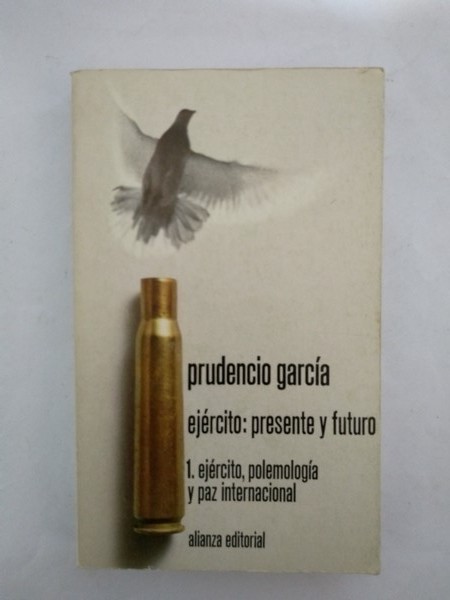 prudencio garcía
ejército: presente y futuro
1. ejército, polemología
y paz internacional
alianza editorial